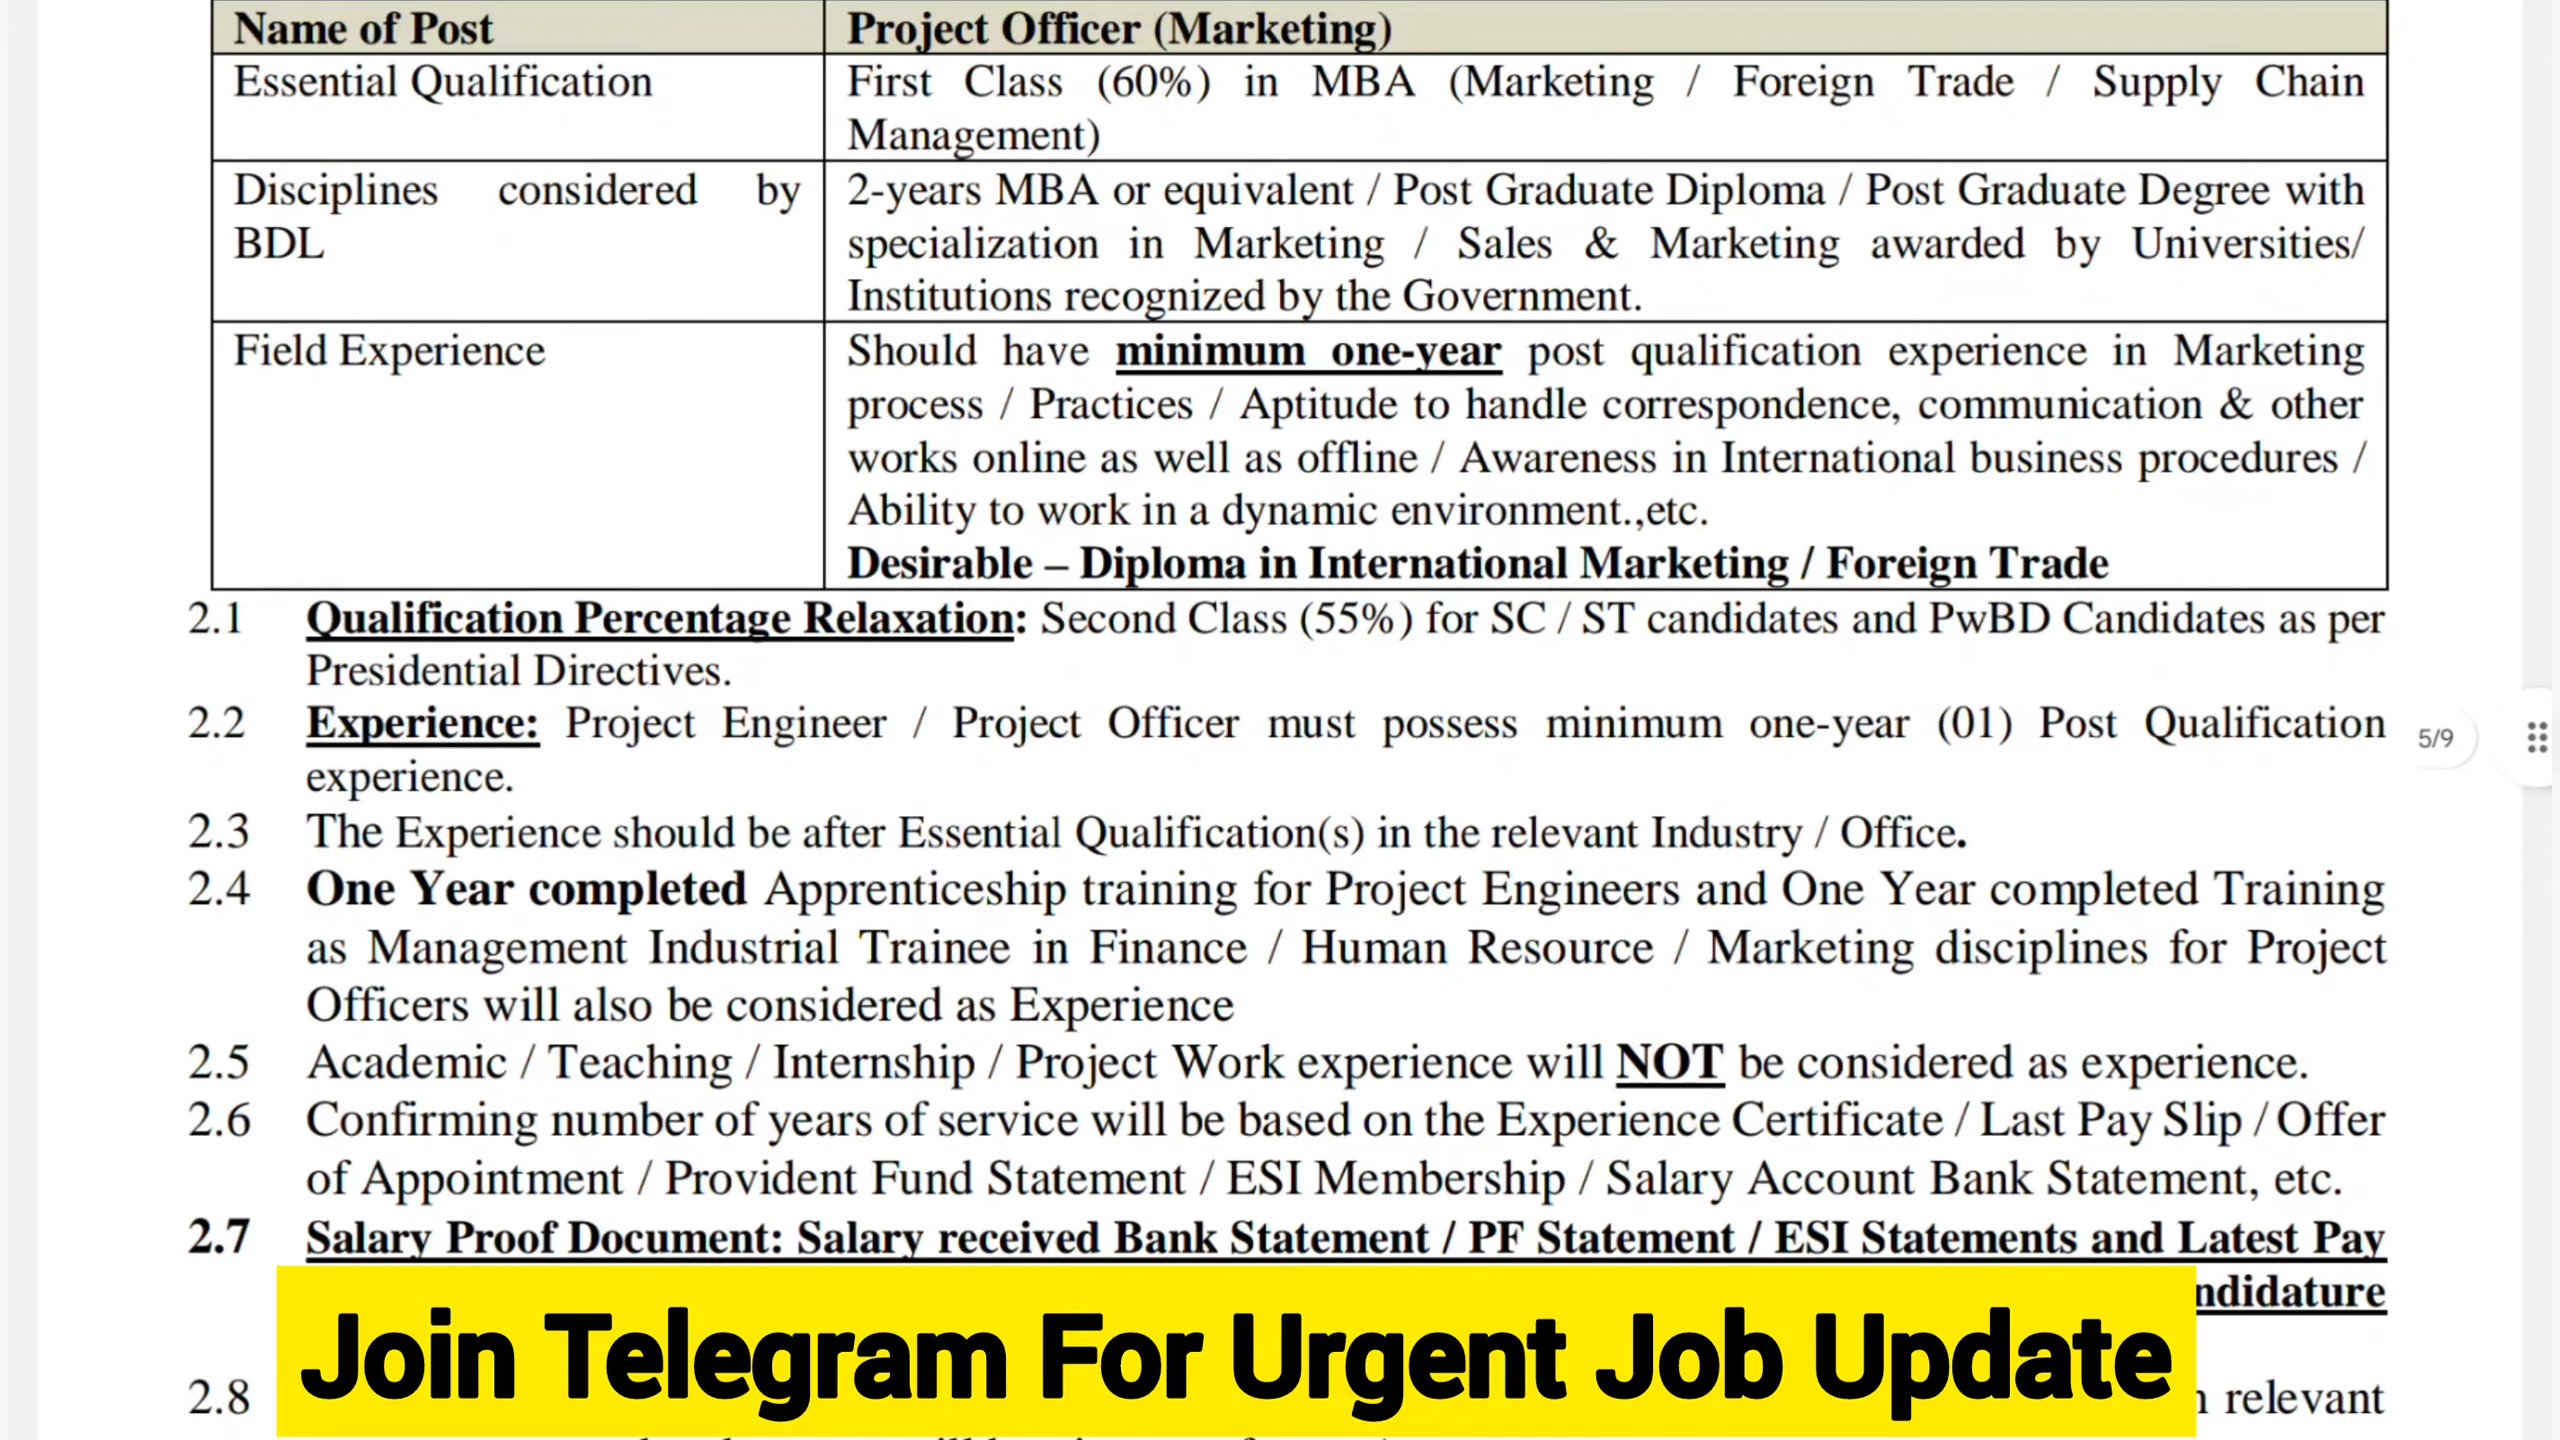 Name of Post Project Officer (Marketing)
Essential Qualification First Class (60%) in MBA (Marketing / Foreign Trade / Supply Chain
Management)
Disciplines considered by BDL 2-years MBA or equivalent / Post Graduate Diploma / Post Graduate Degree with
specialization in Marketing / Sales & Marketing awarded by Universities/
Institutions recognized by the Government.
Field Experience Should have minimum one-year post qualification experience in Marketing
process / Practices / Aptitude to handle correspondence, communication & other
works online as well as offline / Awareness in International business procedures /
Ability to work in a dynamic environment.,etc.
Desirable – Diploma in International Marketing / Foreign Trade
2.1 Qualification Percentage Relaxation: Second Class (55%) for SC / ST candidates and PwBD Candidates as per
Presidential Directives.
2.2 Experience: Project Engineer / Project Officer must possess minimum one-year (01) Post Qualification
experience.
5/9
2.3 The Experience should be after Essential Qualification(s) in the relevant Industry / Office.
2.4 One Year completed Apprenticeship training for Project Engineers and One Year completed Training
as Management Industrial Trainee in Finance / Human Resource / Marketing disciplines for Project
Officers will also be considered as Experience
2.5 Academic / Teaching / Internship / Project Work experience will NOT be considered as experience.
2.6 Confirming number of years of service will be based on the Experience Certificate / Last Pay Slip / Offer
of Appointment / Provident Fund Statement / ESI Membership / Salary Account Bank Statement, etc.
2.7 Salary Proof Document: Salary received Bank Statement / PF Statement / ESI Statements and Latest Pay
Join Telegram For Urgent Job Update
2.8 relevant